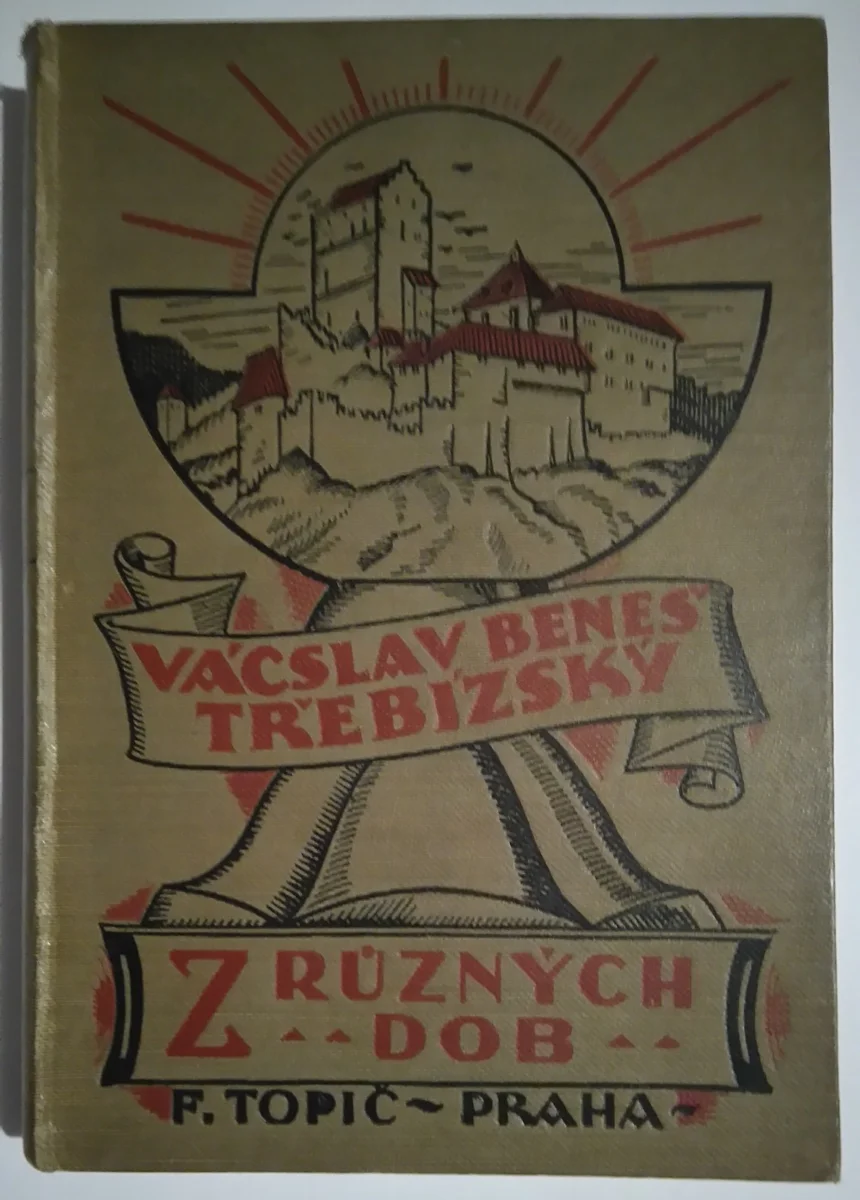 VÁCSLAV BENEŠ
TŘEBÍZSKÝ
Z RŮZNÝCH
DOB
F. TOPIČ ~ PRAHA ~